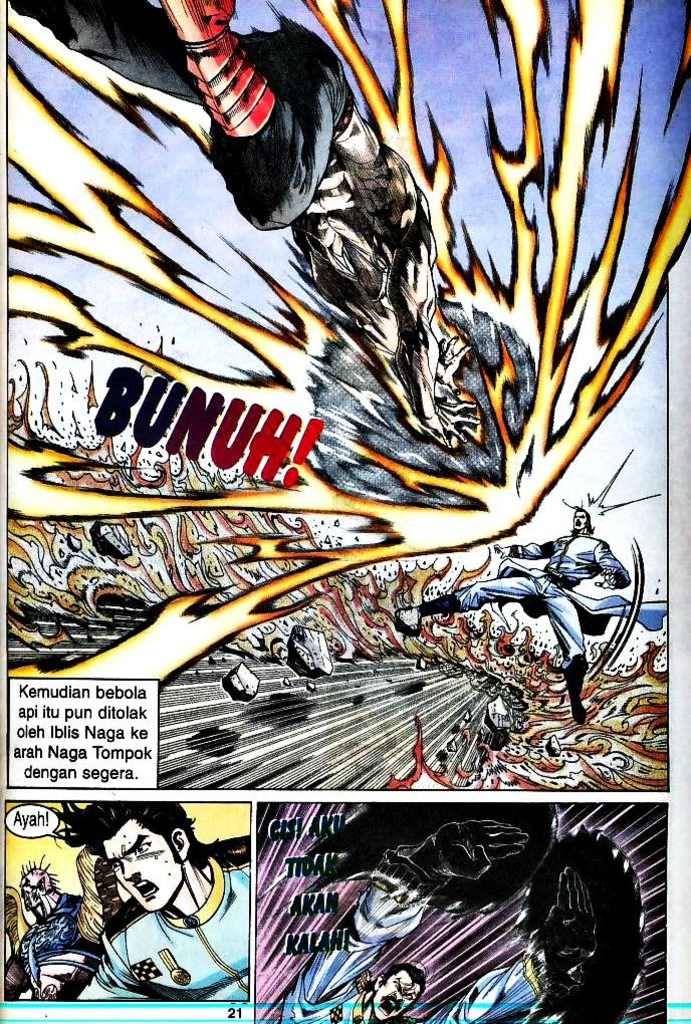 BUNUH!
Kemudian bebola
api itu pun ditolak
oleh Iblis Naga ke
arah Naga Tompok
dengan segera.
Ayah!
CIS! AKU
TIDAK
AKAN
KALAH!
21